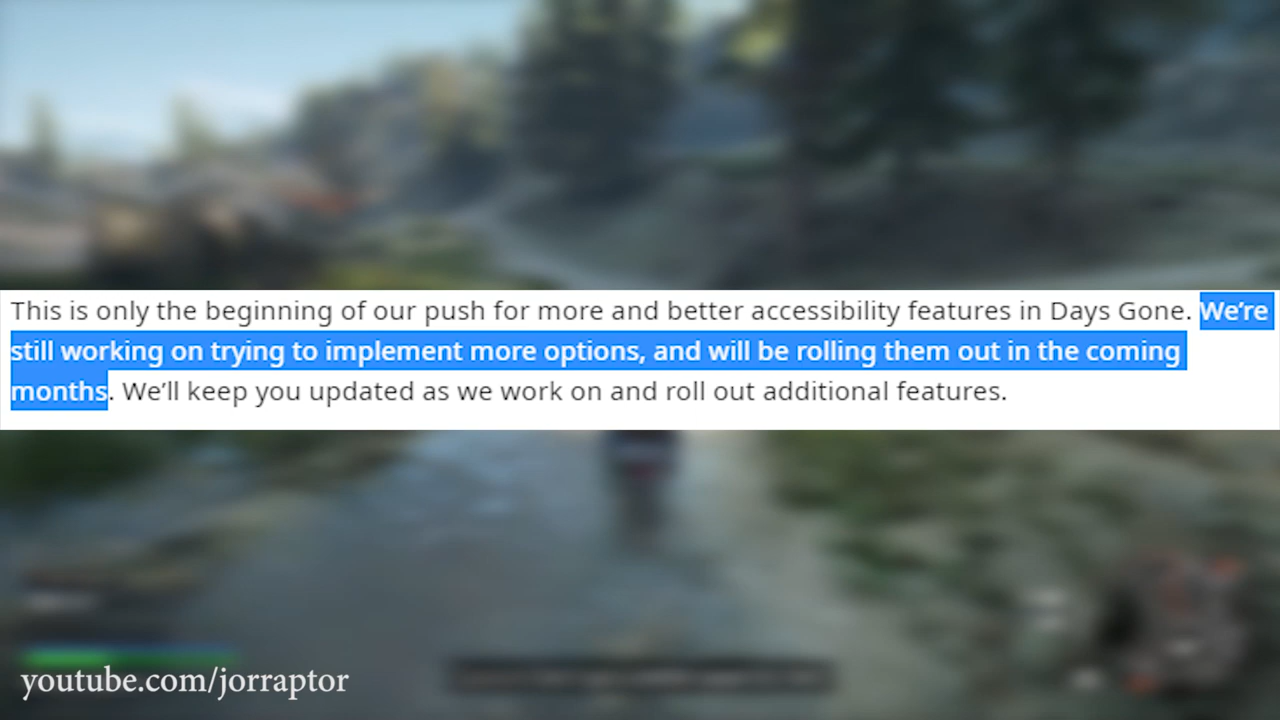 This is only the beginning of our push for more and better accessibility features in Days Gone. We’re
still working on trying to implement more options, and will be rolling them out in the coming
months. We’ll keep you updated as we work on and roll out additional features.
youtube.com/jorraptor